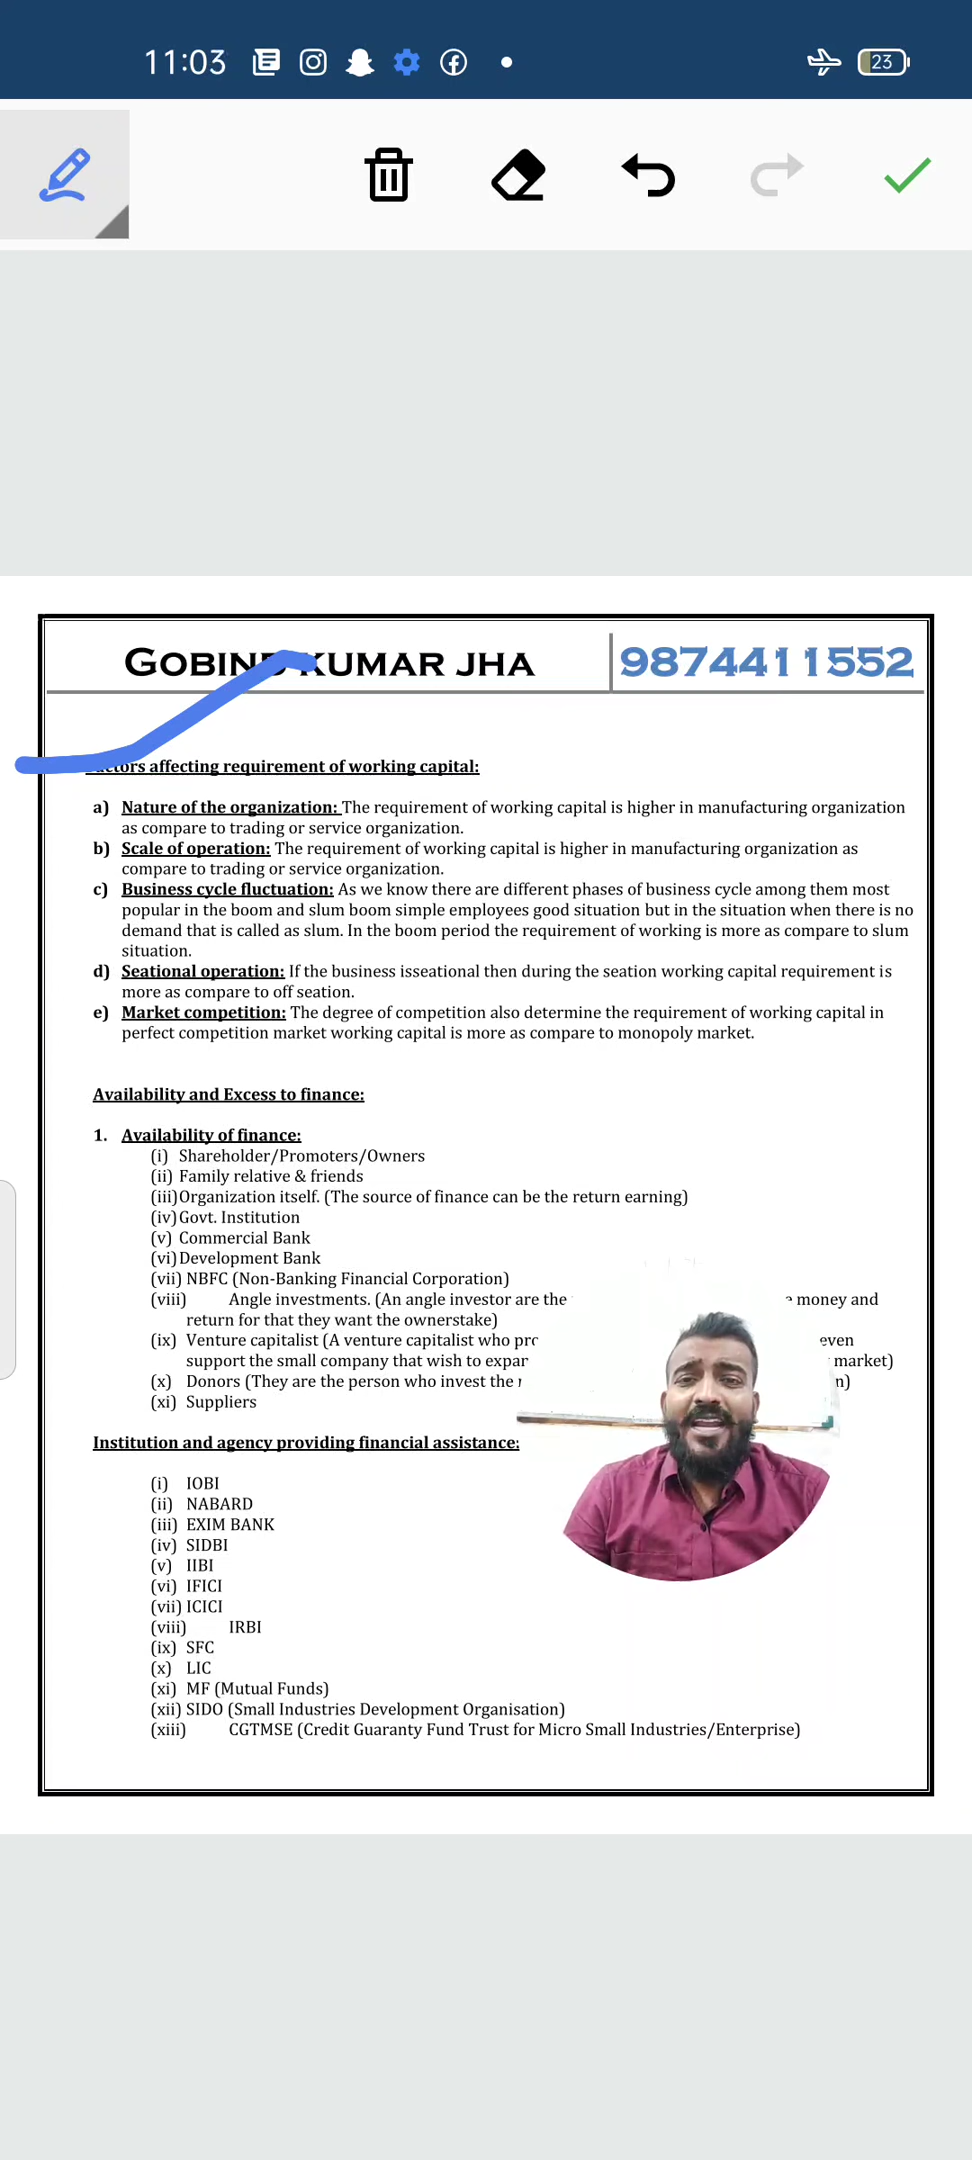 11:03
23
GOBIND KUMAR JHA
9874411552
affecting requirement of working capital:
a) Nature of the organization: The requirement of working capital is higher in manufacturing organization
as compare to trading or service organization.
b) Scale of operation: The requirement of working capital is higher in manufacturing organization as
compare to trading or service organization.
c) Business cycle fluctuation: As we know there are different phases of business cycle among them most
popular in the boom and slum boom simple employees good situation but in the situation when there is no
demand that is called as slum. In the boom period the requirement of working is more as compare to slum
situation.
d) Seational operation: If the business isseational then during the seation working capital requirement is
more as compare to off seation.
e) Market competition: The degree of competition also determine the requirement of working capital in
perfect competition market working capital is more as compare to monopoly market.
Availability and Excess to finance:
1. Availability of finance:
(i) Shareholder/Promoters/Owners
(ii) Family relative & friends
(iii) Organization itself. (The source of finance can be the return earning)
(iv) Govt. Institution
(v) Commercial Bank
(vi) Development Bank
(vii) NBFC (Non-Banking Financial Corporation)
(viii) Angle investments. (An angle investor are the money and
return for that they want the ownerstake)
(ix) Venture capitalist (A venture capitalist who even
support the small company that wish to market)
(x) Donors (They are the person who invest the
(xi) Suppliers
Institution and agency providing financial assistance:
(i) IOBI
(ii) NABARD
(iii) EXIM BANK
(iv) SIDBI
(v) IIBI
(vi) IFICI
(vii) ICICI
(viii) IRBI
(ix) SFC
(x) LIC
(xi) MF (Mutual Funds)
(xii) SIDO (Small Industries Development Organisation)
(xiii) CGTMSE (Credit Guaranty Fund Trust for Micro Small Industries/Enterprise)